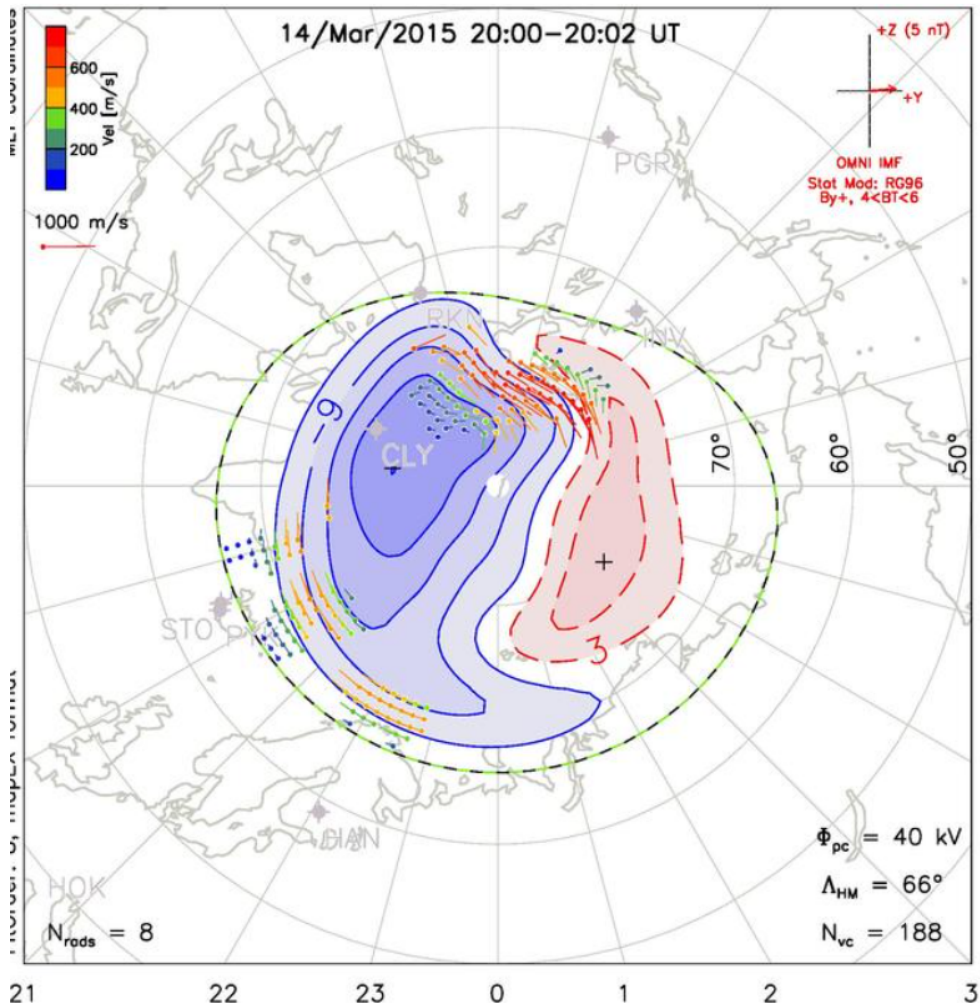 14/Mar/2015 20:00-20:02 UT
600
400
200
Vel [m/s]
1000 m/s
+Z (5 nT)
+Y
OMNI IMF
Stat Mod: RG96
By+, 4<BT<6
PGR
RKN
INV
9
CLY
70°
60°
50°
STO
3
HAN
HOK
Φpc = 40 kV
ΛHM = 66°
Nvc = 188
Nrads = 8
21 22 23 0 1 2 3